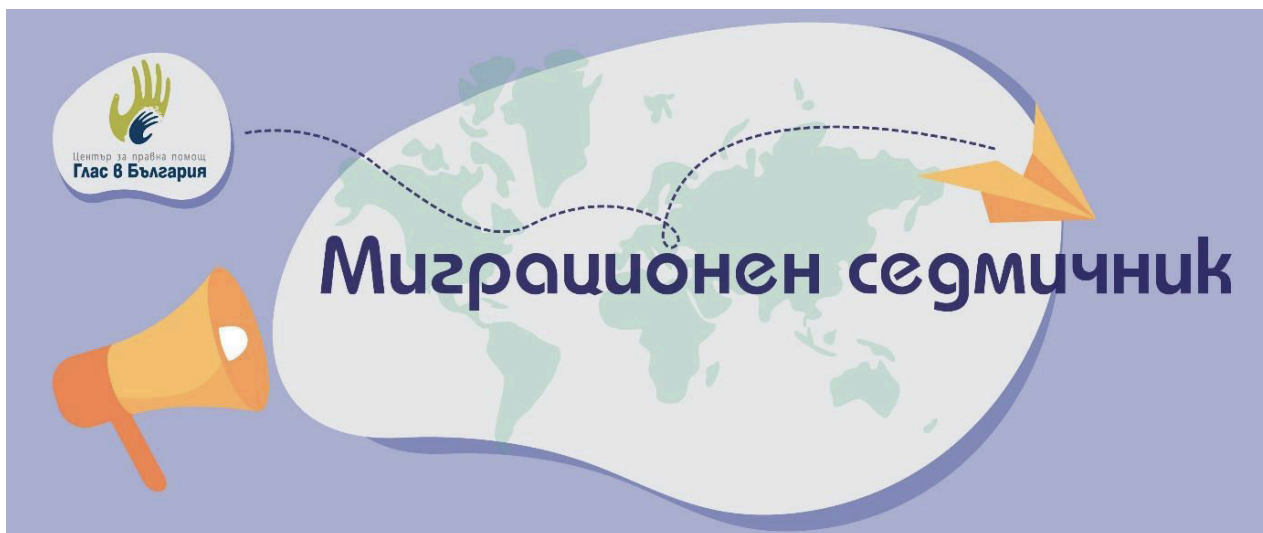 Център за правна помощ
Глас в България
Миграционен седмичник